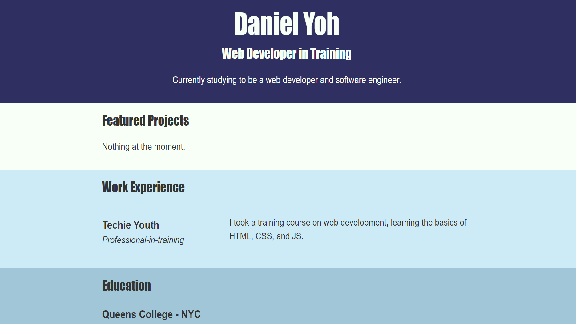 Daniel Yoh
Web Developer in Training
Currently studying to be a web developer and software engineer.
Featured Projects
Nothing at the moment.
Work Experience
Techie Youth
Professional-in-training
I took a training course on web development, learning the basics of
HTML, CSS, and JS.
Education
Queens College - NYC